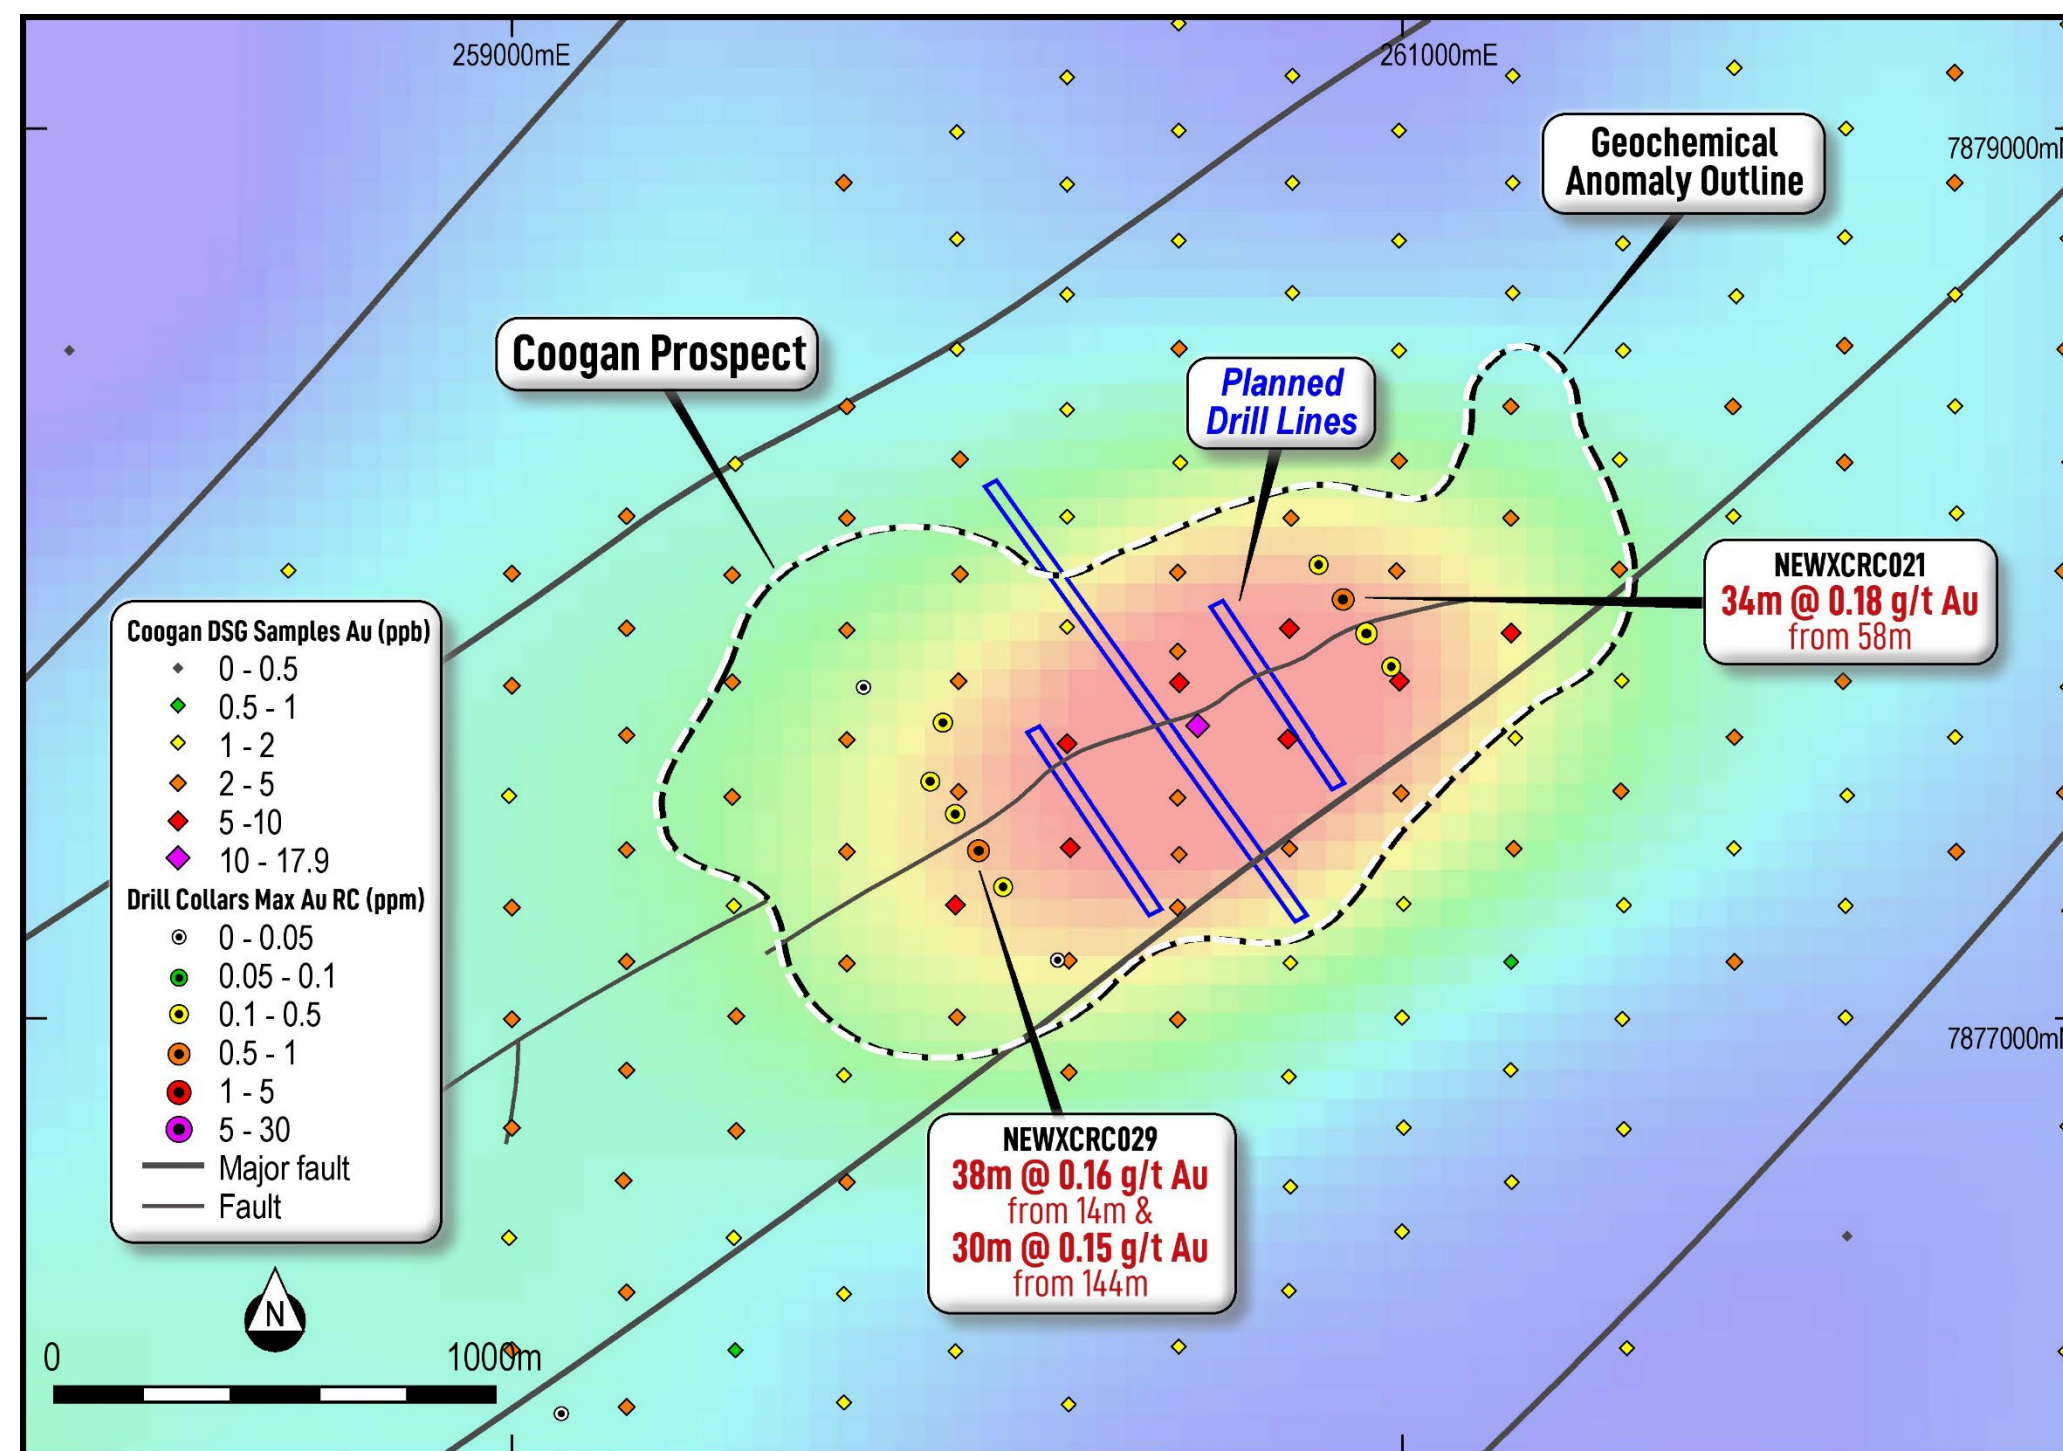 259000mE
261000mE
Geochemical
Anomaly Outline
7879000m
Coogan Prospect
Planned
Drill Lines
NEWXCRC021
34m @ 0.18 g/t Au
from 58m
Coogan DSG Samples Au (ppb)
0 - 0.5
0.5 - 1
1 - 2
2 - 5
5 -10
10 - 17.9
Drill Collars Max Au RC (ppm)
0 - 0.05
0.05 - 0.1
0.1 - 0.5
0.5 - 1
1 - 5
5 - 30
Major fault
Fault
7877000m
NEWXCRC029
38m @ 0.16 g/t Au
from 14m &
30m @ 0.15 g/t Au
from 144m
N
0 1000m